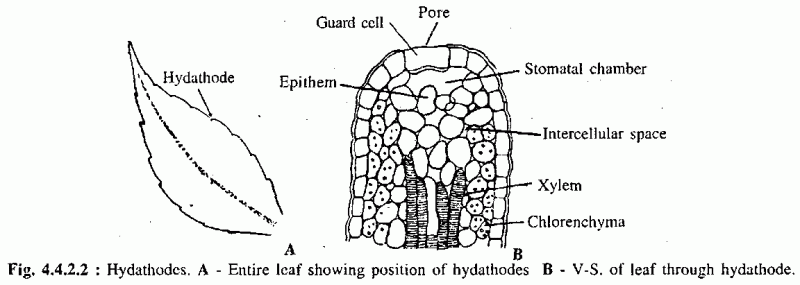 Pore
Guard cell
Stomatal chamber
Hydathode
Epithem
Intercellular space
Xylem
Chlorenchyma
A
B
Fig. 4.4.2.2 : Hydathodes. A - Entire leaf showing position of hydathodes B - V-S. of leaf through hydathode.